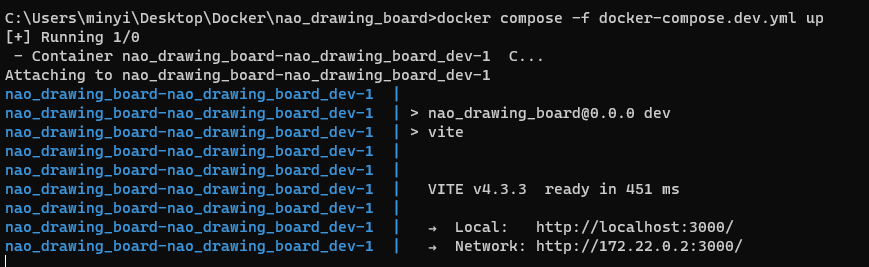 C:\Users\minyi\Desktop\Docker\nao_drawing_board>docker compose -f docker-compose.dev.yml up
[+] Running 1/0
 - Container nao_drawing_board-nao_drawing_board_dev-1  C...
Attaching to nao_drawing_board-nao_drawing_board_dev-1
nao_drawing_board-nao_drawing_board_dev-1  |
nao_drawing_board-nao_drawing_board_dev-1  | > nao_drawing_board@0.0.0 dev
nao_drawing_board-nao_drawing_board_dev-1  | > vite
nao_drawing_board-nao_drawing_board_dev-1  |
nao_drawing_board-nao_drawing_board_dev-1  |
nao_drawing_board-nao_drawing_board_dev-1  |   VITE v4.3.3  ready in 451 ms
nao_drawing_board-nao_drawing_board_dev-1  |
nao_drawing_board-nao_drawing_board_dev-1  |   → Local:   http://localhost:3000/
nao_drawing_board-nao_drawing_board_dev-1  |   → Network: http://172.22.0.2:3000/